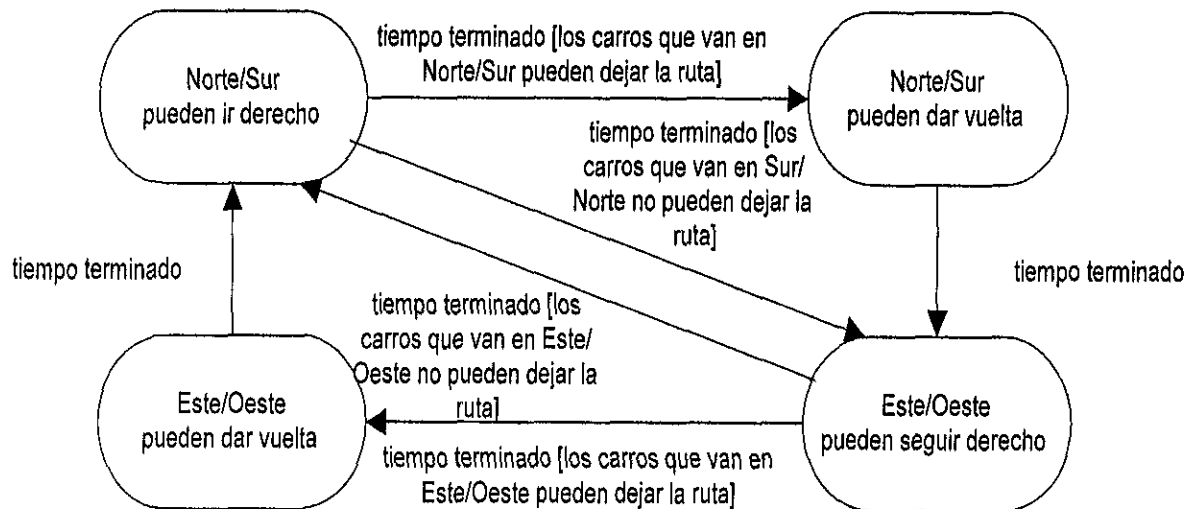 tiempo terminado [los carros que van en
Norte/Sur pueden dejar la ruta]
Norte/Sur
pueden ir derecho
Norte/Sur
pueden dar vuelta
tiempo terminado [los
carros que van en Sur/
Norte no pueden dejar la
ruta]
tiempo terminado
tiempo terminado
tiempo terminado [los
carros que van en Este/
Oeste no pueden dejar la
ruta]
Este/Oeste
pueden dar vuelta
Este/Oeste
pueden seguir derecho
tiempo terminado [los carros que van en
Este/Oeste pueden dejar la ruta]